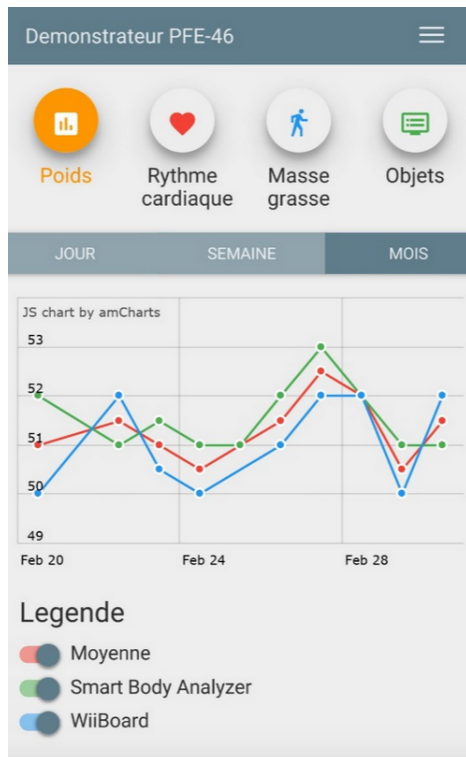 Demonstrateur PFE-46
Poids
Rythme
cardiaque
Masse
grasse
Objets
JOUR SEMAINE MOIS
JS chart by amCharts
53
52
51
50
49
Feb 20 Feb 24 Feb 28
Legende
Moyenne
Smart Body Analyzer
WiiBoard